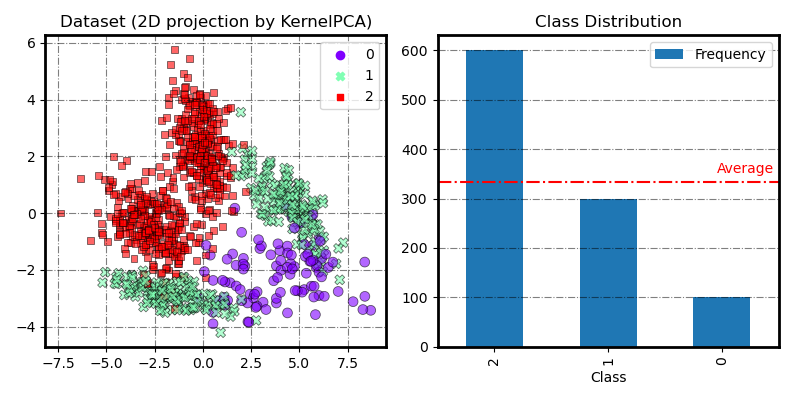 Dataset (2D projection by KernelPCA)
6
4
2
0
−2
−4
−7.5 −5.0 −2.5 0.0 2.5 5.0 7.5
0
1
2
Class Distribution
600
500
400
300
200
100
0
Frequency
Average
2 1 0
Class